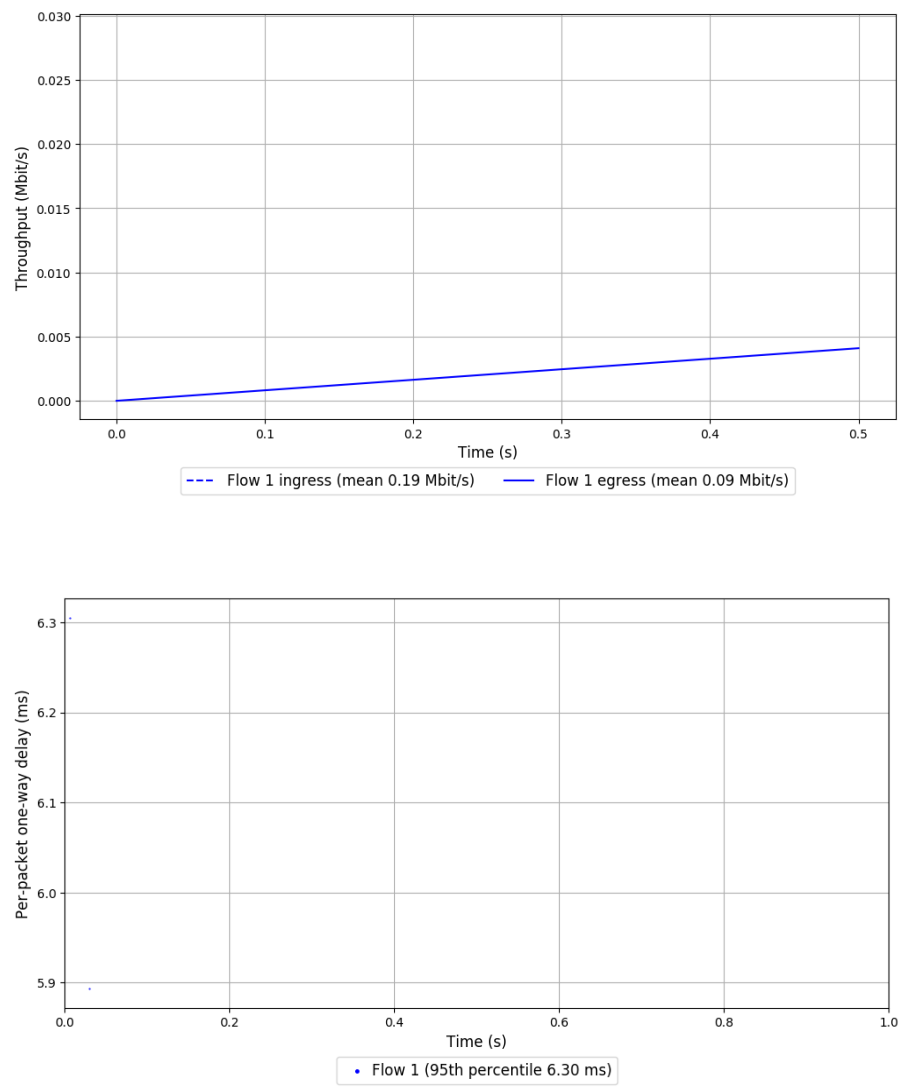 0.030
0.025
0.020
0.015
0.010
0.005
0.000
Throughput (Mbit/s)
0.0 0.1 0.2 0.3 0.4 0.5
Time (s)
Flow 1 ingress (mean 0.19 Mbit/s) Flow 1 egress (mean 0.09 Mbit/s)
6.3
6.2
6.1
6.0
5.9
Per-packet one-way delay (ms)
0.0 0.2 0.4 0.6 0.8 1.0
Time (s)
Flow 1 (95th percentile 6.30 ms)